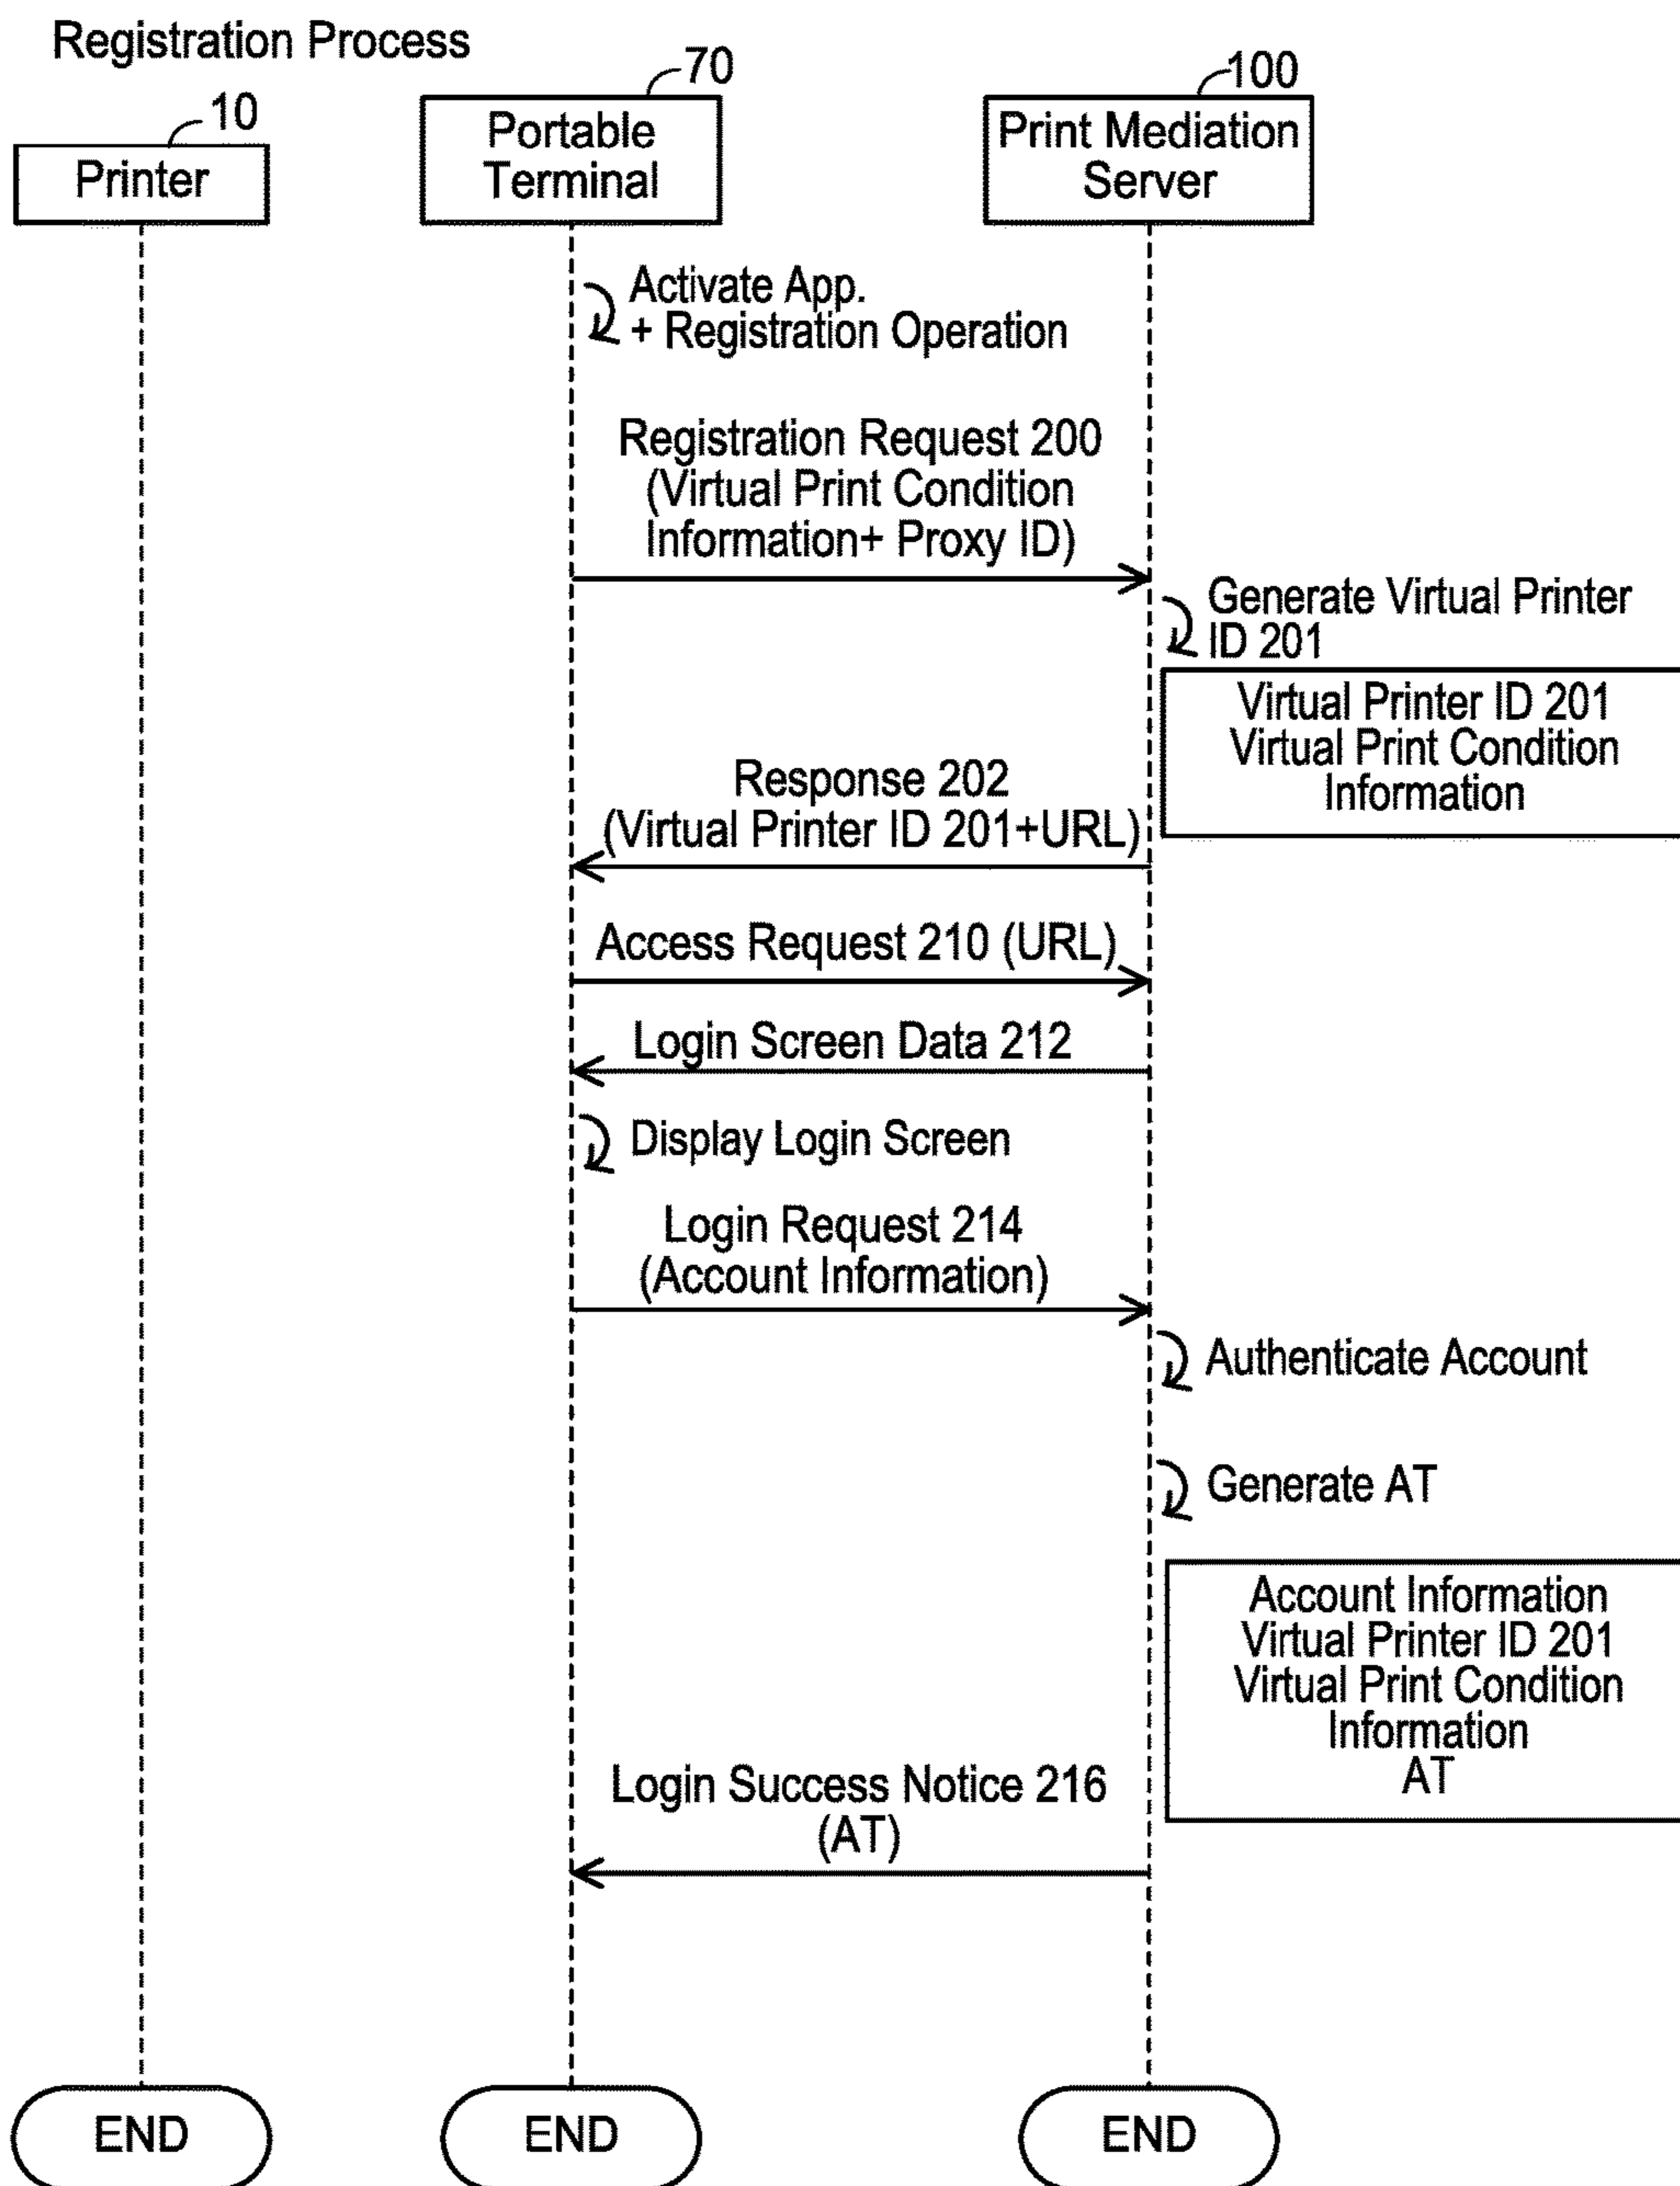 Registration Process
10
70
100
Printer
Portable
Terminal
Print Mediation
Server
Activate App.
+ Registration Operation
Registration Request 200
(Virtual Print Condition
Information+ Proxy ID)
Generate Virtual Printer
ID 201
Virtual Printer ID 201
Virtual Print Condition
Information
Response 202
(Virtual Printer ID 201+URL)
Access Request 210 (URL)
Login Screen Data 212
Display Login Screen
Login Request 214
(Account Information)
Authenticate Account
Generate AT
Account Information
Virtual Printer ID 201
Virtual Print Condition
Information
AT
Login Success Notice 216
(AT)
END
END
END